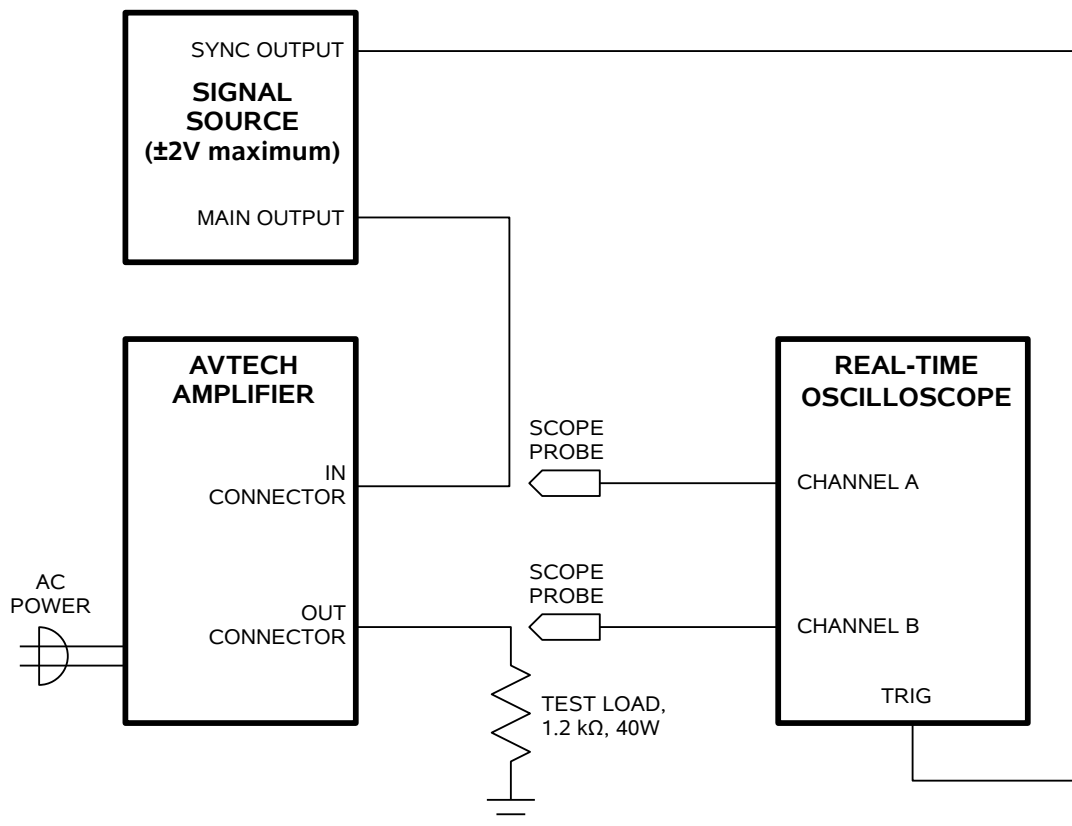 SYNC OUTPUT
SIGNAL
SOURCE
(±2V maximum)
MAIN OUTPUT
AVTECH
AMPLIFIER
IN
CONNECTOR
OUT
CONNECTOR
AC
POWER
SCOPE
PROBE
SCOPE
PROBE
TEST LOAD,
1.2 kΩ, 40W
REAL-TIME
OSCILLOSCOPE
CHANNEL A
CHANNEL B
TRIG